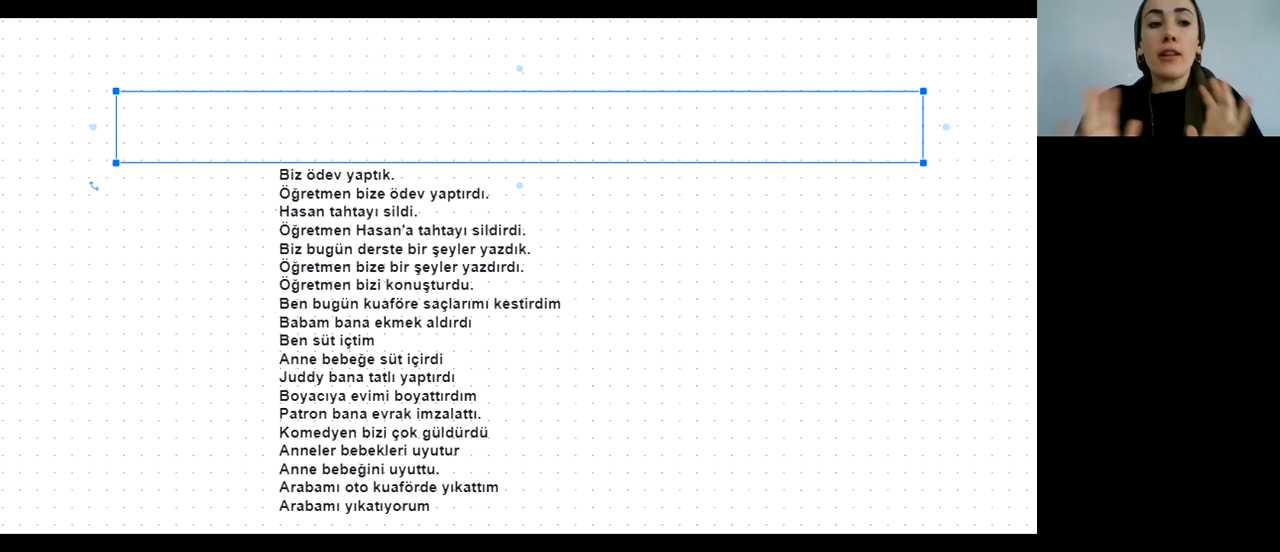 Biz ödev yaptık.
Öğretmen bize ödev yaptırdı.
Hasan tahtayı sildi.
Öğretmen Hasan'a tahtayı sildirdi.
Biz bugün derste bir şeyler yazdık.
Öğretmen bize bir şeyler yazdırdı.
Öğretmen bizi konuşturdu.
Ben bugün kuaföre saçlarımı kestirdim
Babam bana ekmek aldırdı
Ben süt içtim
Anne bebeğe süt içirdi
Juddy bana tatlı yaptırdı
Boyacıya evimi boyattırdım
Patron bana evrak imzalattı.
Komedyen bizi çok güldürdü
Anneler bebekleri uyutur
Anne bebeğini uyuttu.
Arabamı oto kuaförde yıkattım
Arabamı yıkatıyorum